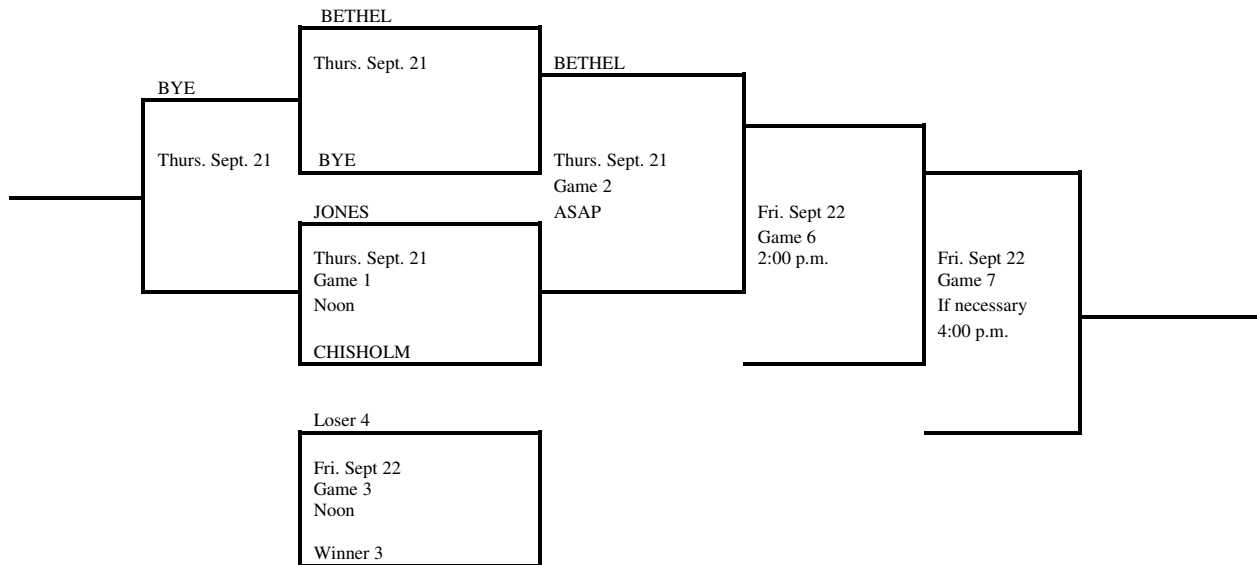 BETHEL
Thurs. Sept. 21
BETHEL
BYE
Thurs. Sept. 21
BYE
Thurs. Sept. 21
Game 2
ASAP
JONES
Fri. Sept 22
Game 6
2:00 p.m.
Thurs. Sept. 21
Game 1
Noon
Fri. Sept 22
Game 7
If necessary
4:00 p.m.
CHISHOLM
Loser 4
Fri. Sept 22
Game 3
Noon
Winner 3